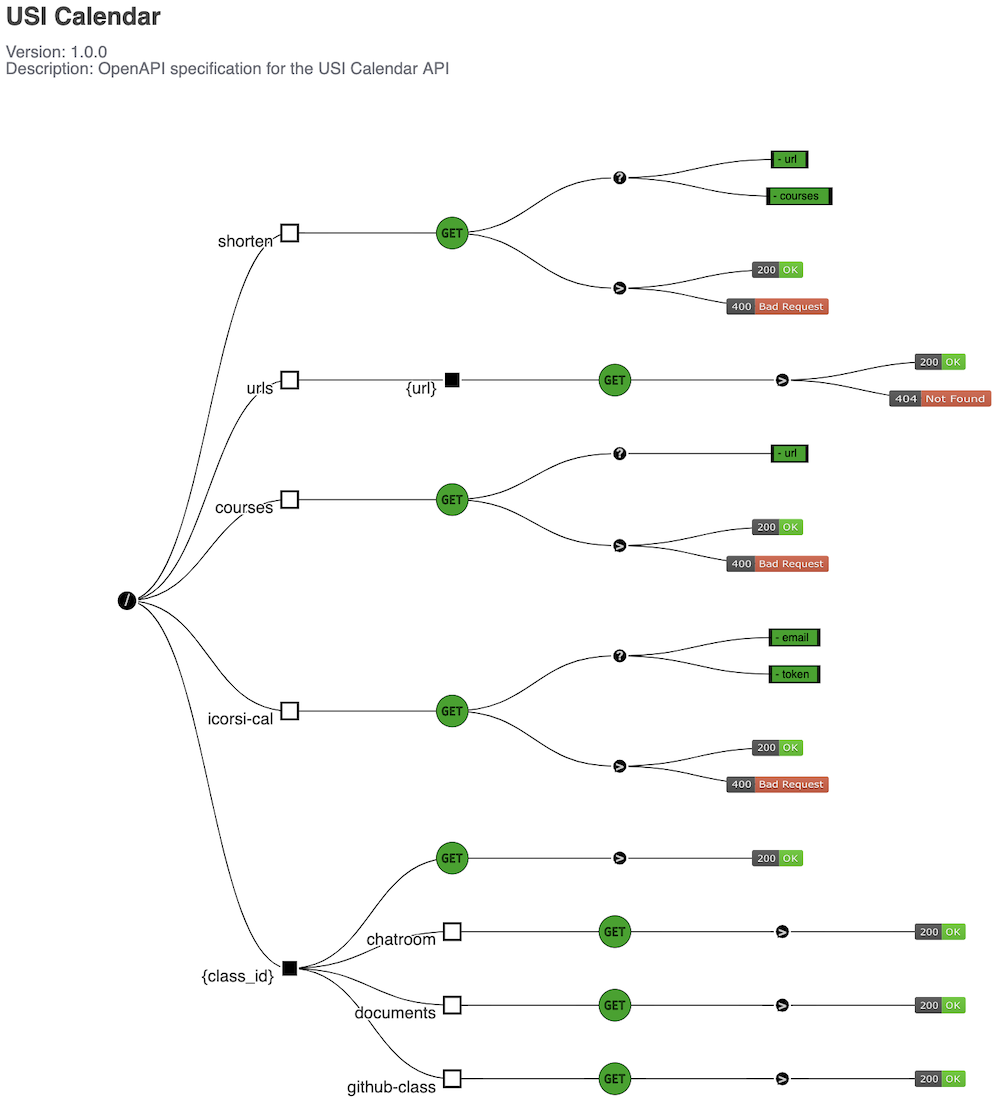 USI Calendar
Version: 1.0.0
Description: OpenAPI specification for the USI Calendar API
- url
?
- courses
shorten
GET
200 OK
>
400 Bad Request
200 OK
urls
{url}
GET
>
404 Not Found
?
- url
courses
GET
200 OK
>
400 Bad Request
/
- email
?
- token
icorsi-cal
GET
200 OK
>
400 Bad Request
GET
>
200 OK
chatroom
GET
>
200 OK
{class_id}
documents
GET
>
200 OK
github-class
GET
>
200 OK